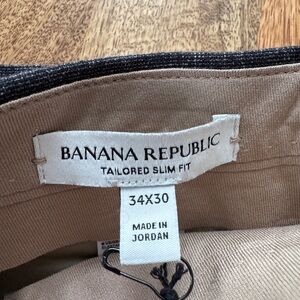 BANANA REPUBLIC
TAILORED SLIM FIT
34X30
MADE IN
JORDAN